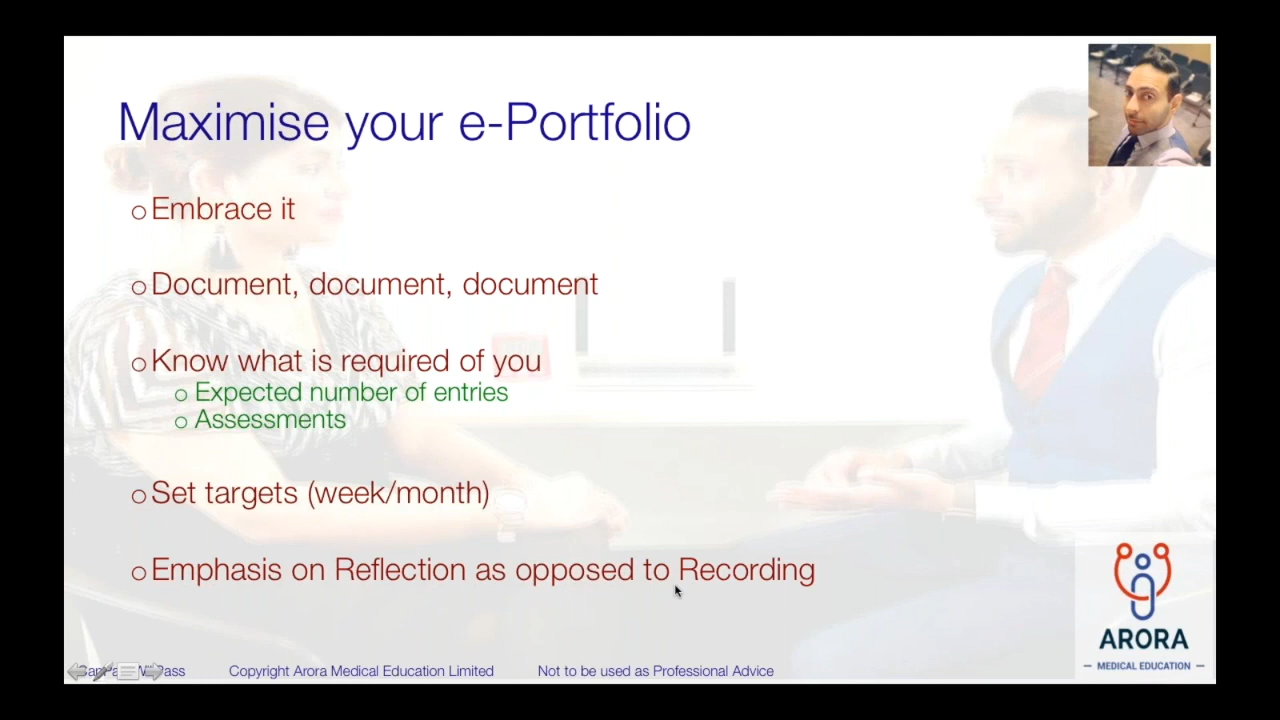 Maximise your e-Portfolio
Embrace it
Document, document, document
Know what is required of you
Expected number of entries
Assessments
Set targets (week/month)
Emphasis on Reflection as opposed to Recording
ARORA
MEDICAL EDUCATION
Copyright Arora Medical Education Limited
Not to be used as Professional Advice